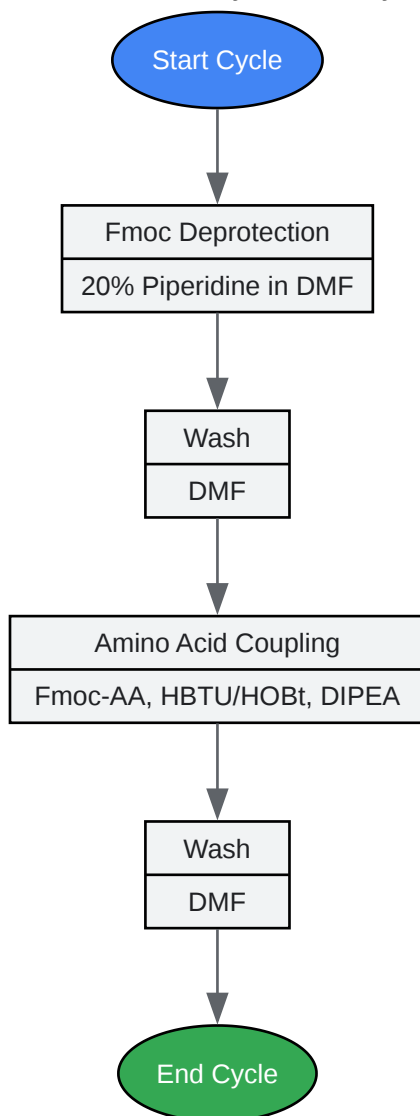 Start Cycle
Fmoc Deprotection
20% Piperidine in DMF
Wash
DMF
Amino Acid Coupling
Fmoc-AA, HBTU/HOBt, DIPEA
Wash
DMF
End Cycle